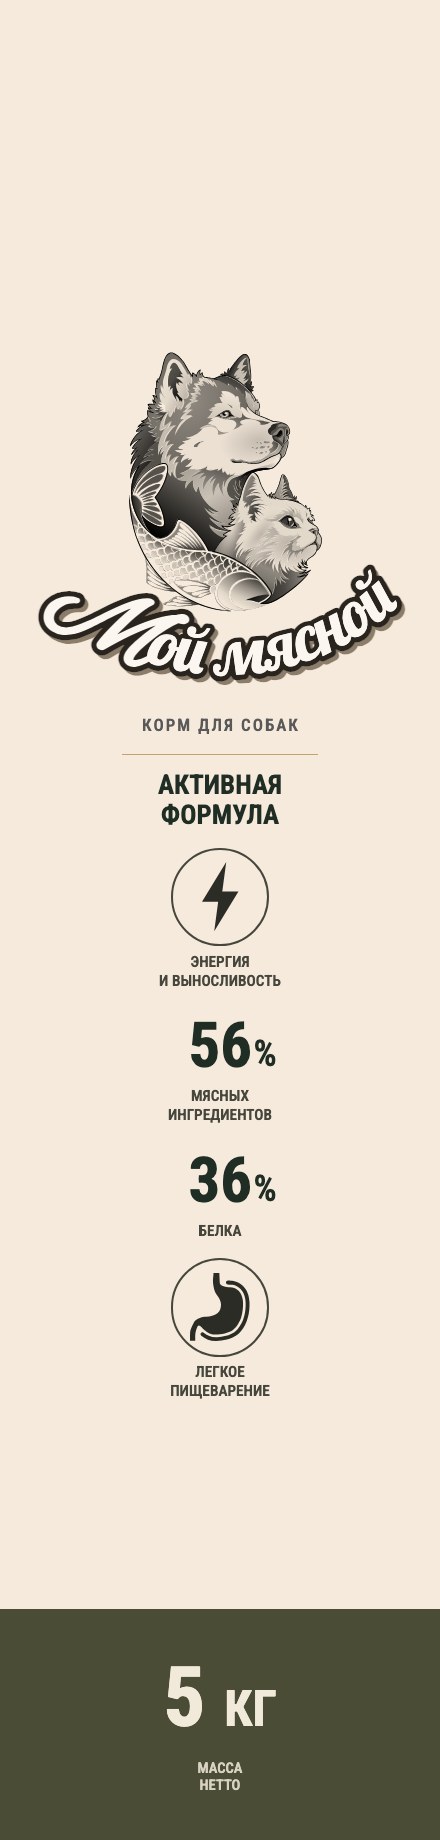 Мой мясной
КОРМ ДЛЯ СОБАК
АКТИВНАЯ
ФОРМУЛА
ЭНЕРГИЯ
И ВЫНОСЛИВОСТЬ
56%
МЯСНЫХ
ИНГРЕДИЕНТОВ
36%
БЕЛКА
ЛЕГКОЕ
ПИЩЕВАРЕНИЕ
5 кг
МАССА
НЕТТО